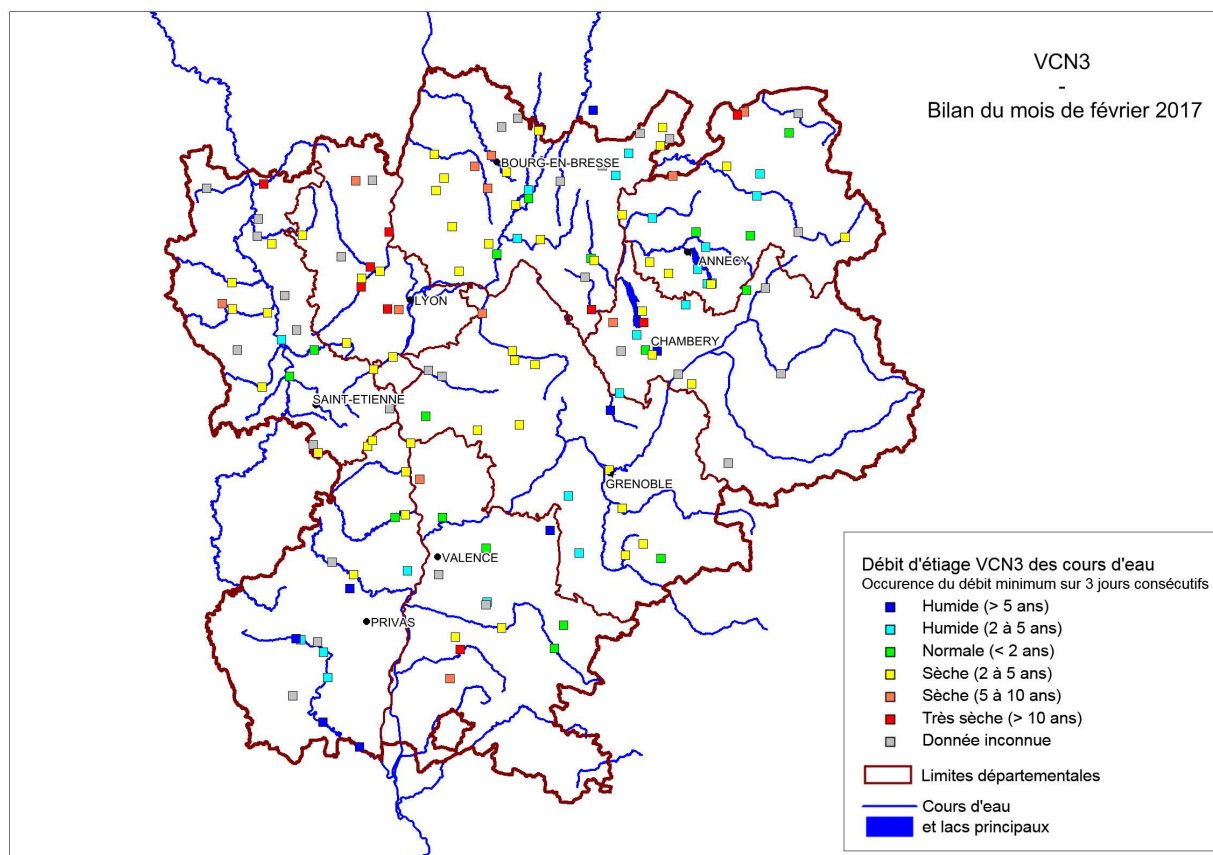 VCN3
-
Bilan du mois de février 2017
BOURG-EN-BRESSE
ANNECY
LYON
CHAMBERY
SAINT-ETIENNE
GRENOBLE
VALENCE
PRIVAS
Débit d'étiage VCN3 des cours d'eau
Occurence du débit minimum sur 3 jours consécutifs
Humide (> 5 ans)
Humide (2 à 5 ans)
Normale (< 2 ans)
Sèche (2 à 5 ans)
Sèche (5 à 10 ans)
Très sèche (> 10 ans)
Donnée inconnue
Limites départementales
Cours d'eau
et lacs principaux